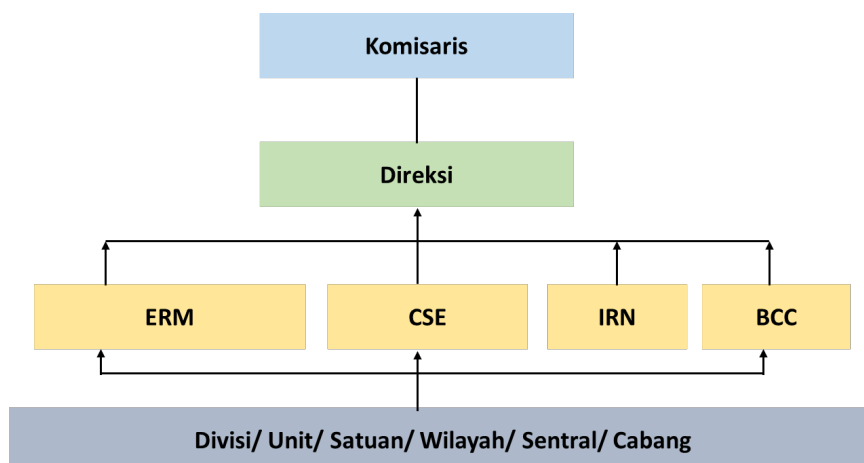 Komisaris
Direksi
ERM
CSE
IRN
BCC
Divisi/ Unit/ Satuan/ Wilayah/ Sentral/ Cabang